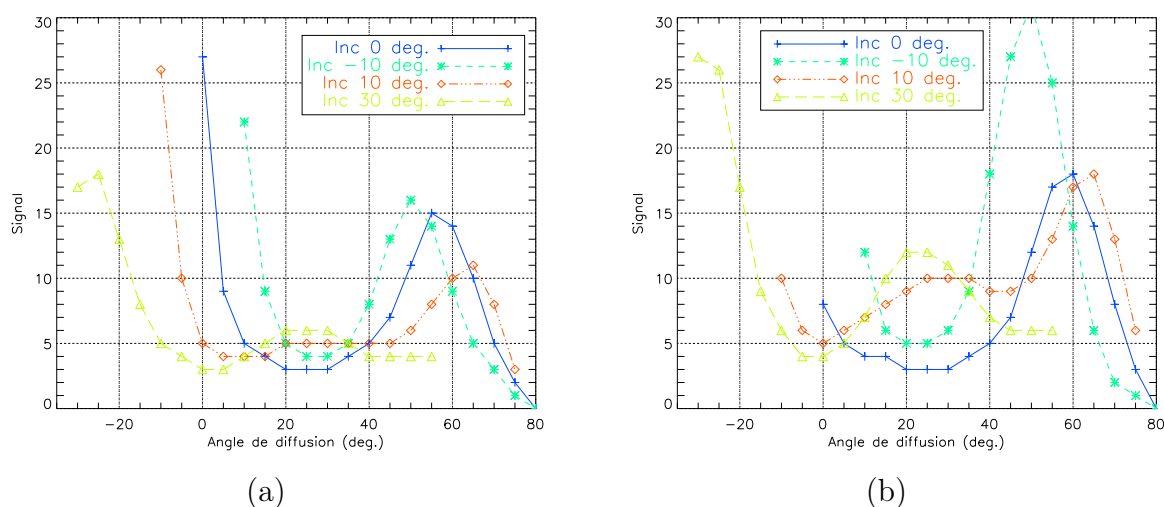 30
25
20
15
10
5
0
Signal
Inc 0 deg.
Inc -10 deg.
Inc 10 deg.
Inc 30 deg.
-20 0 20 40 60 80
Angle de diffusion (deg.)
(a)
30
25
20
15
10
5
0
Signal
Inc 0 deg.
Inc -10 deg.
Inc 10 deg.
Inc 30 deg.
-20 0 20 40 60 80
Angle de diffusion (deg.)
(b)